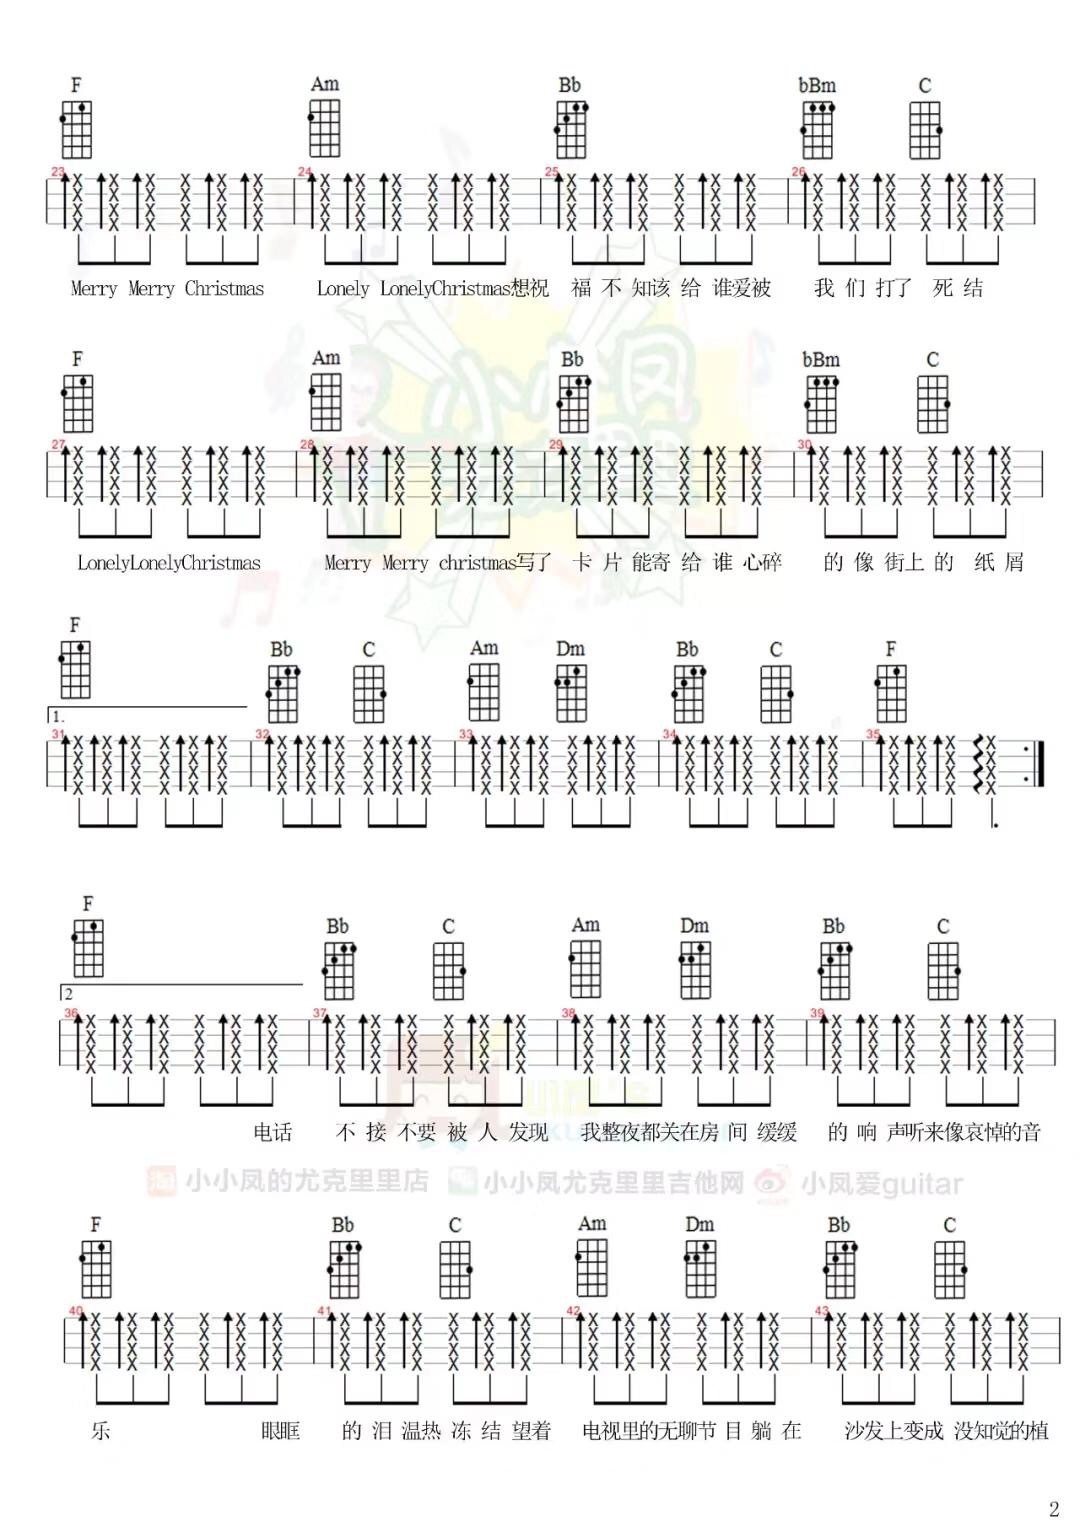 F Am Bb bBm C
23 24 25 26
Merry Merry Christmas Lonely LonelyChristmas想祝 福 不 知该 给 谁爱被 我 们 打了 死 结
F Am Bb bBm C
27 28 29 30
LonelyLonelyChristmas Merry Merry christmas写了 卡 片 能寄 给 谁 心碎 的 像 街上 的 纸 屑
F Bb C Am Dm Bb C F
1.
31 32 33 34 35
F Bb C Am Dm Bb C
2
36 37 38 39
电话 不 接 不要 被 人 发现 我整夜都关在房 间 缓缓 的 响 声听来像哀悼的音
小小凤的尤克里里店 小小凤尤克里里吉他网 小凤爱guitar
F Bb C Am Dm Bb C
40 41 42 43
乐 眼眶 的 泪 温热 冻 结 望着 电视里的无聊节 目 躺 在 沙发上变成 没知觉的植
2